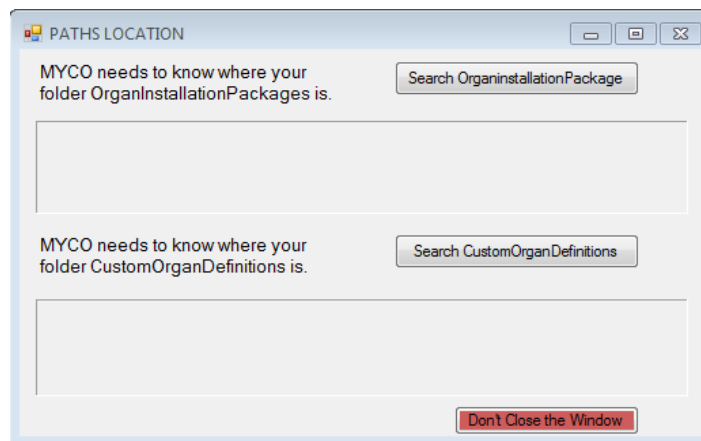 PATHS LOCATION
MYCO needs to know where your
folder OrganInstallationPackages is.
Search OrganinstallationPackage
MYCO needs to know where your
folder CustomOrganDefinitions is.
Search CustomOrganDefinitions
Don't Close the Window